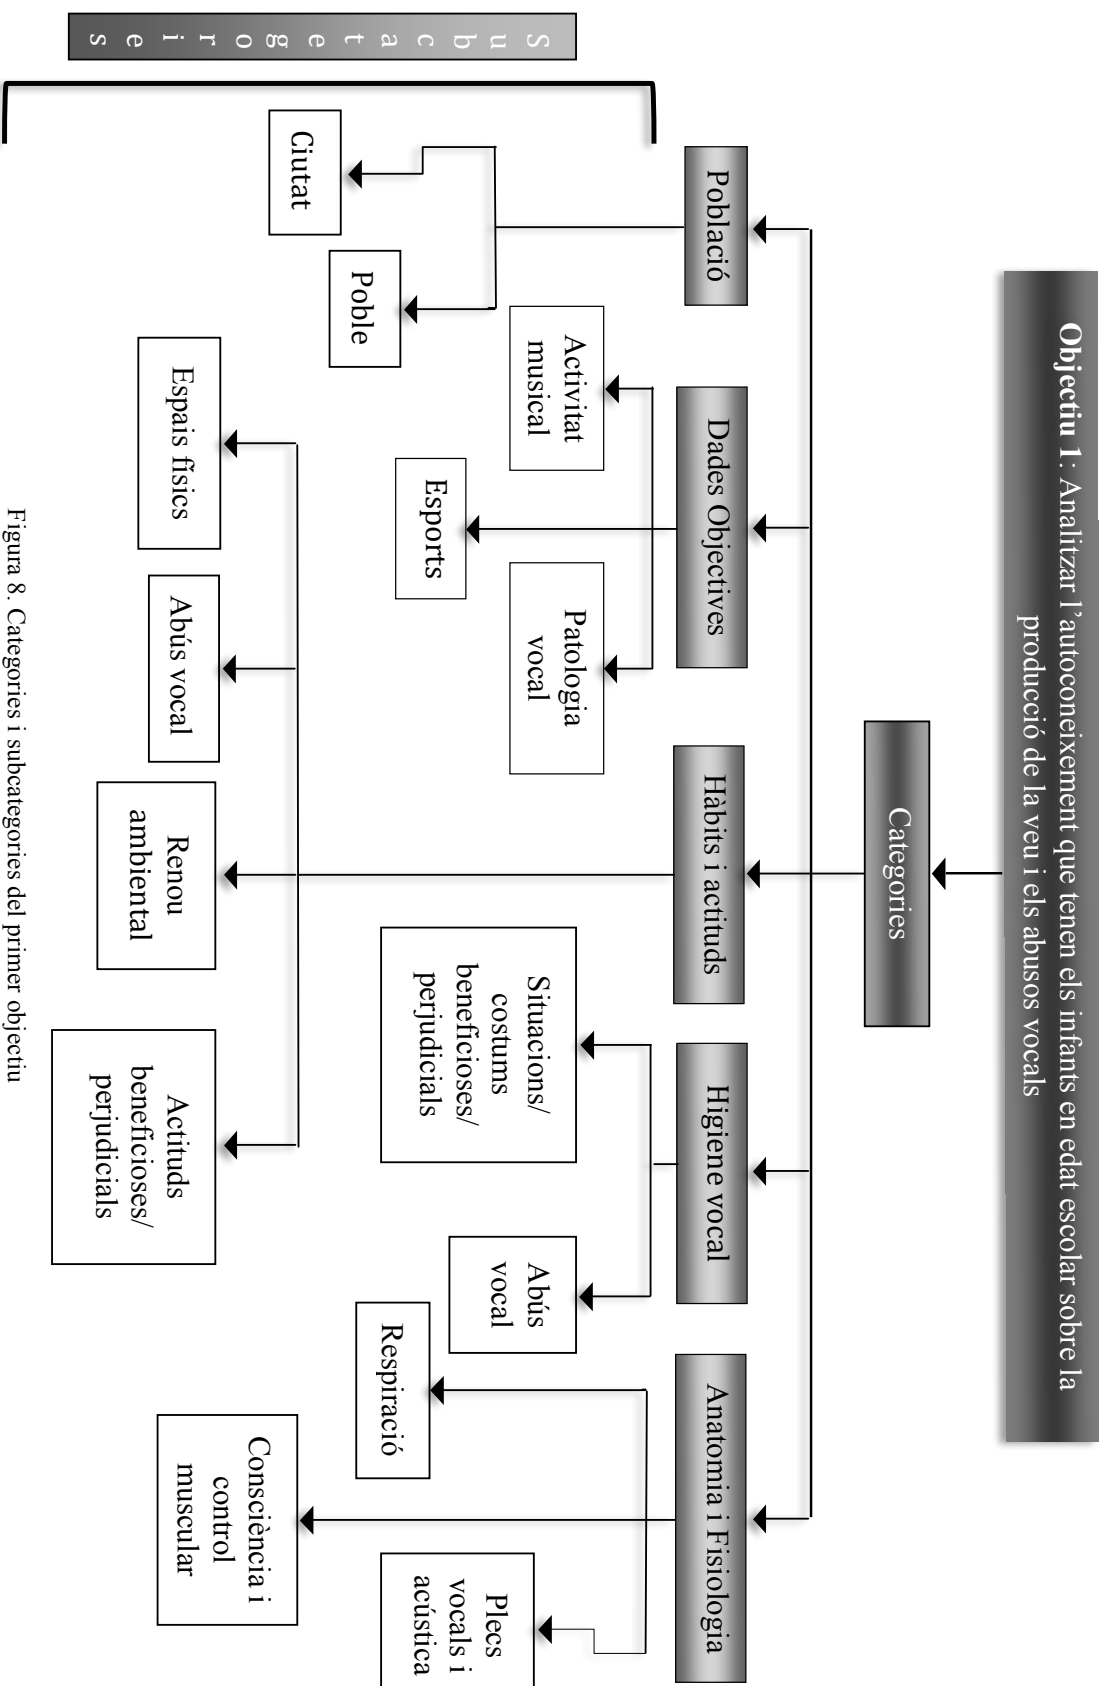 Objectiu 1: Analitzar l’autoconeixement que tenen els infants en edat escolar sobre la
producció de la veu i els abusos vocals
Categories
Població
Dades Objectives
Hàbits i actituds
Higiene vocal
Anatomia i Fisiologia
Subcategories
Ciutat
Poble
Activitat
musical
Esports
Patologia
vocal
Espais físics
Abús vocal
Renou
ambiental
Actituds
beneficioses/
perjudicials
Situacions/
costums
beneficioses/
perjudicials
Abús
vocal
Respiració
Consciència i
control
muscular
Plecs
vocals i
acústica
Figura 8. Categories i subcategories del primer objectiu